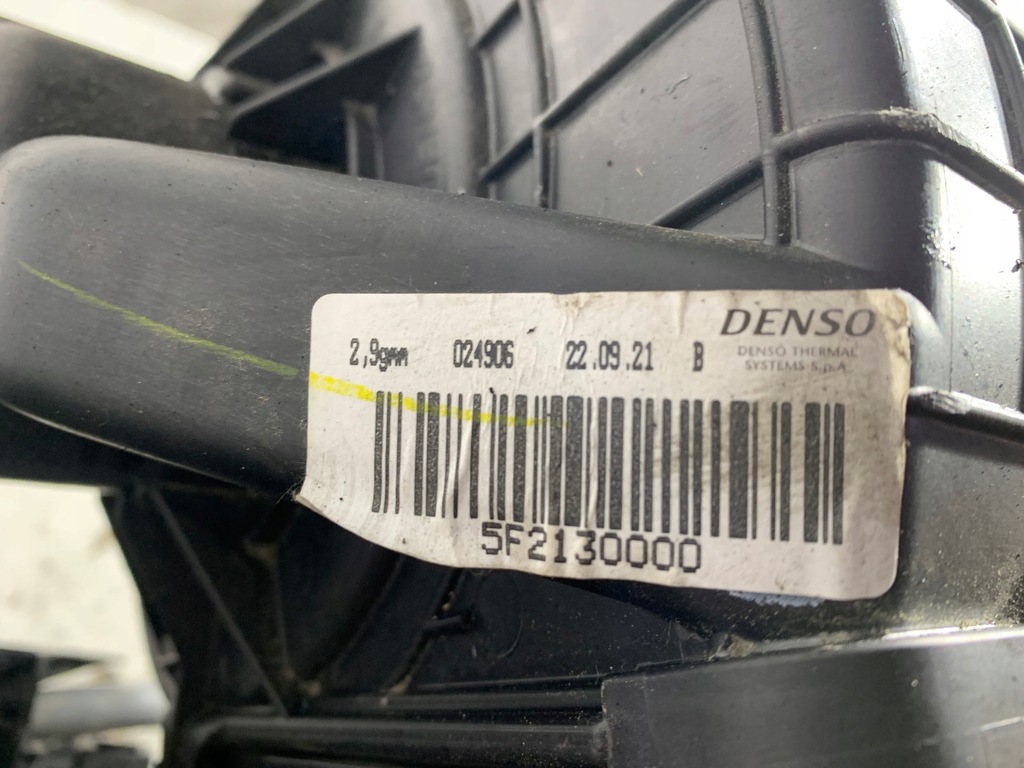 DENSO
DENSO THERMAL
SYSTEMS S.p.A
2,9gmm 024906 22.09.21 B
5F2130000